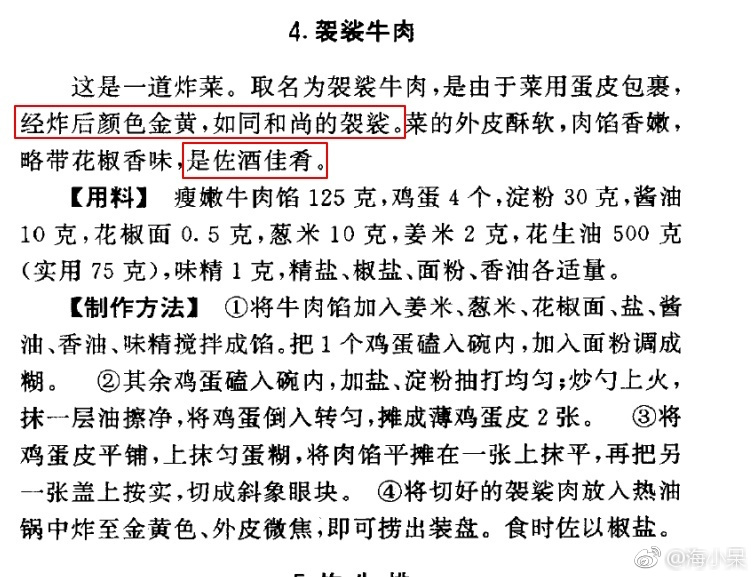 4. 袈裟牛肉
这是一道炸菜。取名为袈裟牛肉,是由于菜用蛋皮包裹,
经炸后颜色金黄,如同和尚的袈裟。菜的外皮酥软,肉馅香嫩,
略带花椒香味,是佐酒佳肴。
【用料】 瘦嫩牛肉馅 125 克,鸡蛋 4 个,淀粉 30 克,酱油
10 克,花椒面 0.5 克,葱米 10 克,姜米 2 克,花生油 500 克
(实用 75 克),味精 1 克,精盐、椒盐、面粉、香油各适量。
【制作方法】 ①将牛肉馅加入姜米、葱米、花椒面、盐、酱
油、香油、味精搅拌成馅。把 1 个鸡蛋磕入碗内,加入面粉调成
糊。 ②其余鸡蛋磕入碗内,加盐、淀粉抽打均匀;炒勺上火,
抹一层油擦净,将鸡蛋倒入转匀,摊成薄鸡蛋皮 2 张。 ③将
鸡蛋皮平铺,上抹匀蛋糊,将肉馅平摊在一张上抹平,再把另
一张盖上按实,切成斜象眼块。 ④将切好的袈裟肉放入热油
锅中炸至金黄色、外皮微焦,即可捞出装盘。食时佐以椒盐。
@海小杲